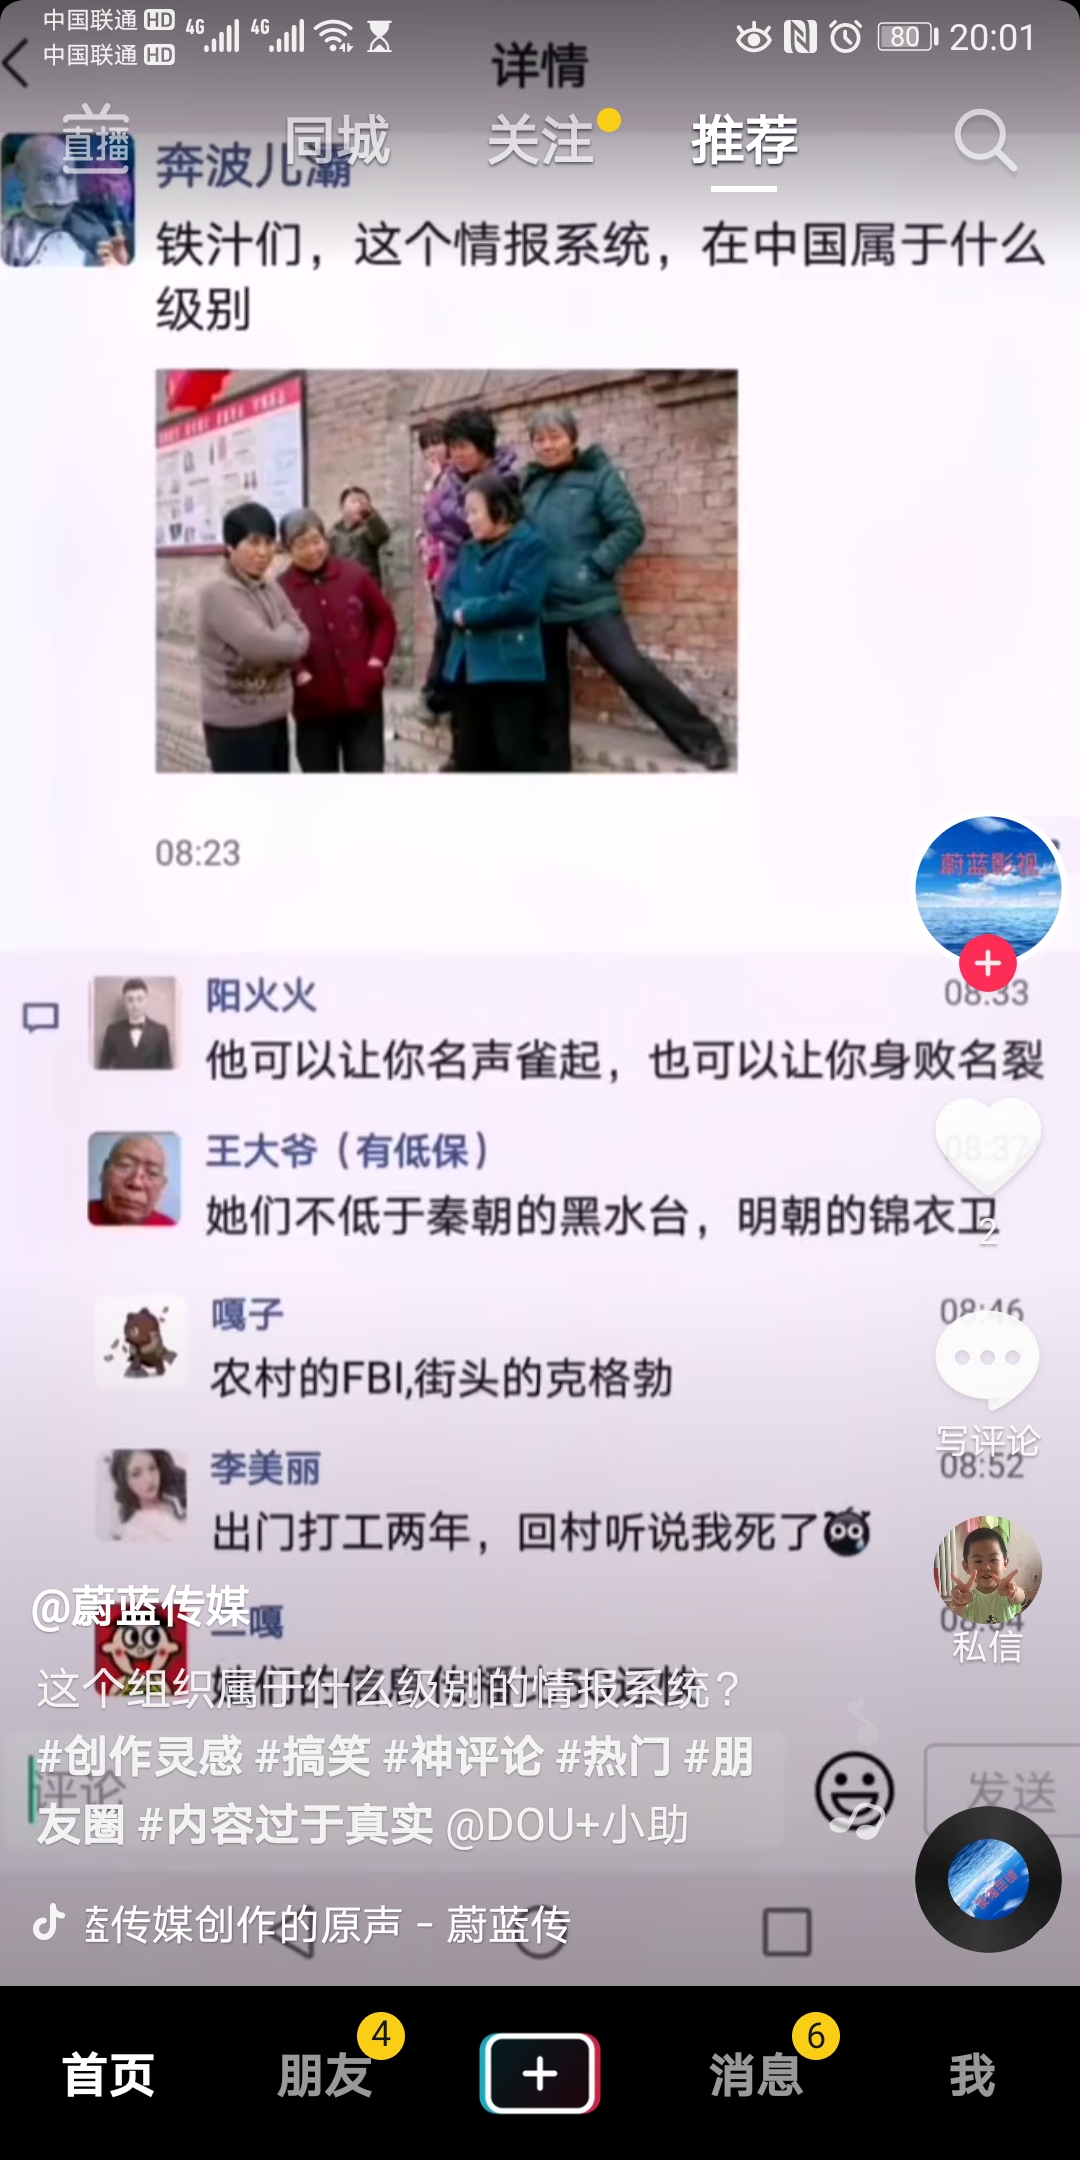 中国联通 HD 4G 4G 80 20:01
中国联通 HD
详情
直播 同城 关注 推荐
奔波儿灞
铁汁们，这个情报系统，在中国属于什么
级别
08:23
蔚蓝影视
阳火火 08:33
他可以让你名声雀起，也可以让你身败名裂
王大爷（有低保） 08:37
她们不低于秦朝的黑水台，明朝的锦衣卫
2
嘎子 08:46
农村的FBI,街头的克格勃
写评论
李美丽 08:52
出门打工两年，回村听说我死了
@蔚蓝传媒
二嘎
私信
这个组织属于什么级别的情报系统？
#创作灵感 #搞笑 #神评论 #热门 #朋
评论 发送
友圈 #内容过于真实 @DOU+小助
蓝传媒创作的原声 - 蔚蓝传
首页 朋友 4 消息 6 我